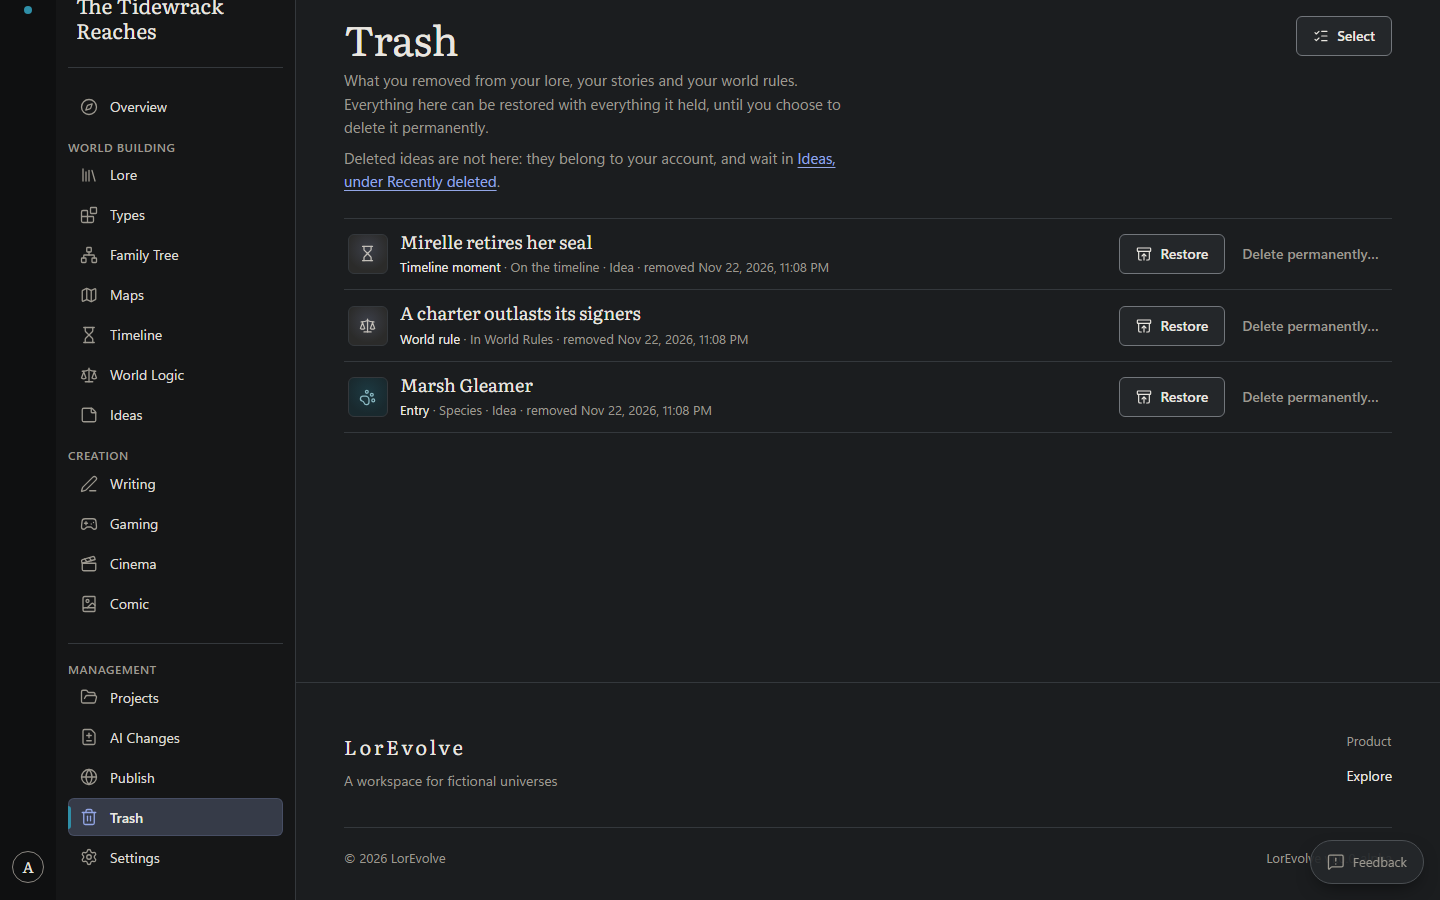 The Tidewrack
Reaches
Overview
WORLD BUILDING
Lore
Types
Family Tree
Maps
Timeline
World Logic
Ideas
CREATION
Writing
Gaming
Cinema
Comic
MANAGEMENT
Projects
AI Changes
Publish
Trash
Settings
A
Trash
Select
What you removed from your lore, your stories and your world rules.
Everything here can be restored with everything it held, until you choose to
delete it permanently.
Deleted ideas are not here: they belong to your account, and wait in Ideas,
under Recently deleted.
Mirelle retires her seal
Timeline moment · On the timeline · Idea · removed Nov 22, 2026, 11:08 PM
Restore
Delete permanently...
A charter outlasts its signers
World rule · In World Rules · removed Nov 22, 2026, 11:08 PM
Restore
Delete permanently...
Marsh Gleamer
Entry · Species · Idea · removed Nov 22, 2026, 11:08 PM
Restore
Delete permanently...
LorEvolve
A workspace for fictional universes
Product
Explore
© 2026 LorEvolve
Feedback